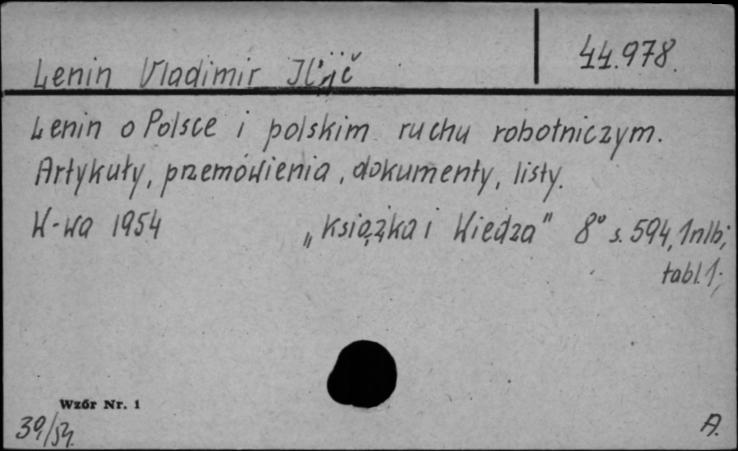 44.978.
Lenin Vladimir Iljič
Lenin o Polsce i polskim ruchu robotniczym.
Artykuły, przemówienia, dokumenty, listy.
W-wa 1954 „Książka i Wiedza" 8° s. 594, 1nlb;
tabl. 1;
Wzór Nr. 1
39/54.
A.